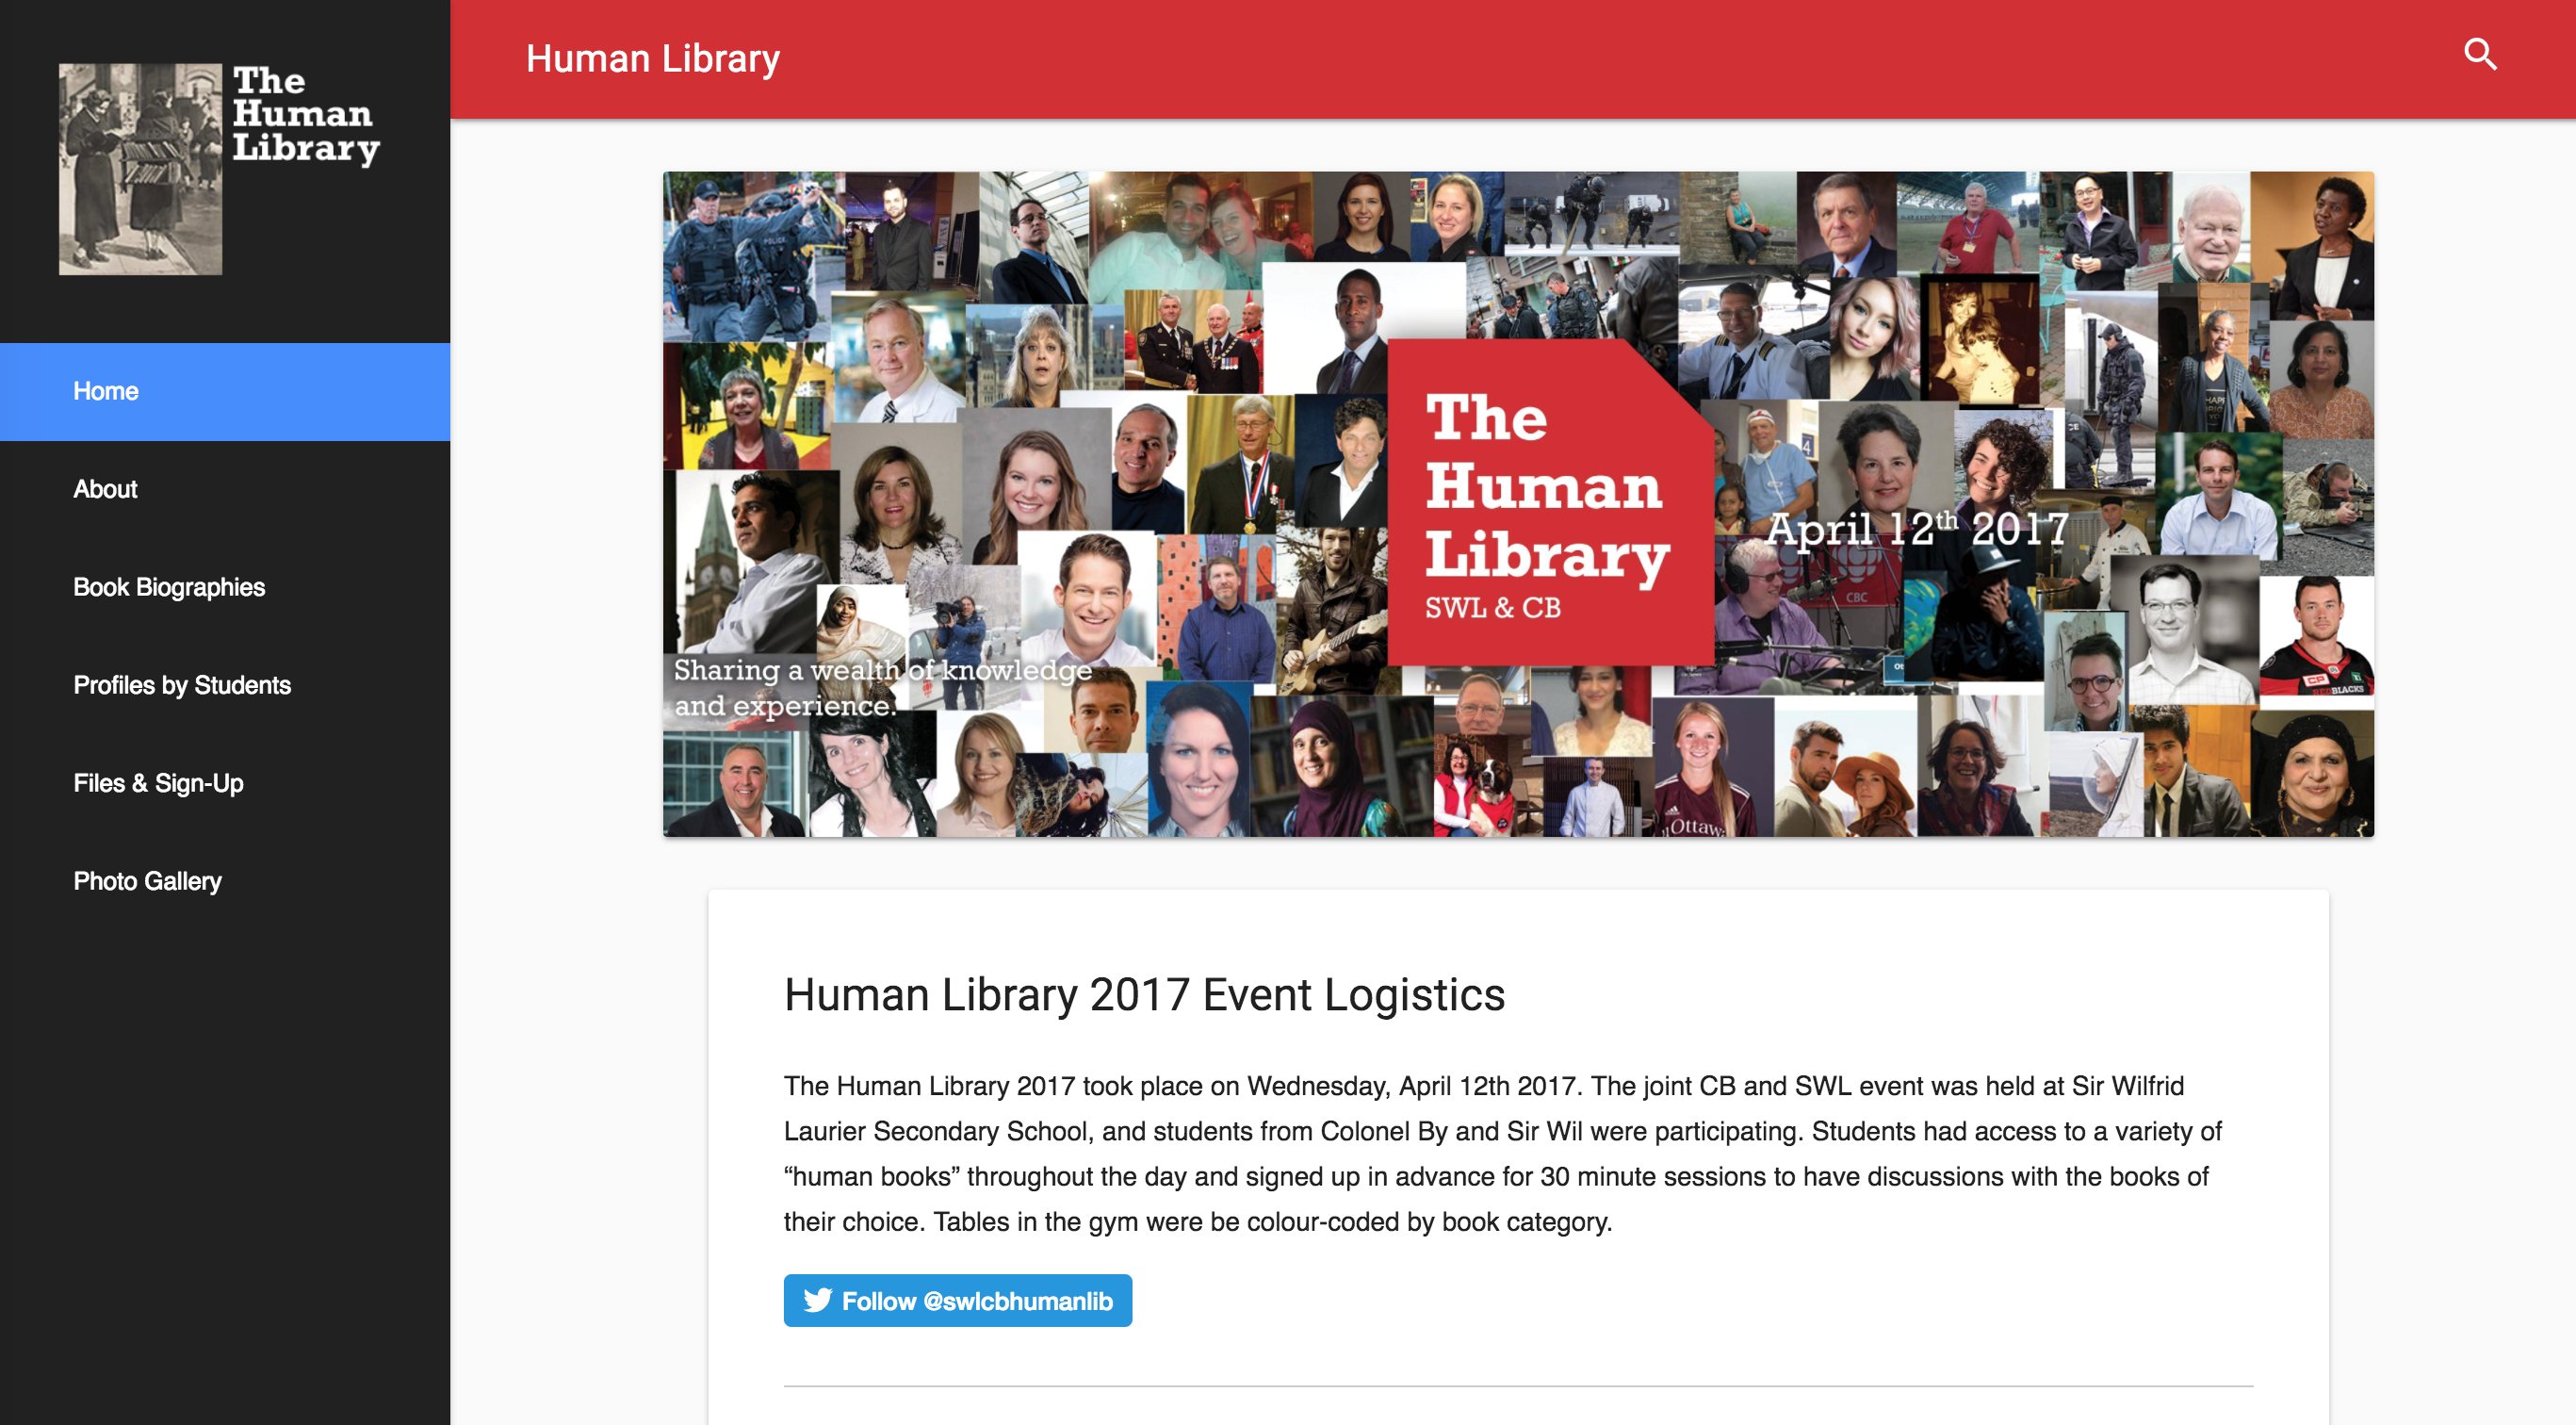 The
Human
Library
Human Library
Home
About
Book Biographies
Profiles by Students
Files & Sign-Up
Photo Gallery
POLICE
The
Human
Library
SWL & CB
April 12th 2017
CBC
Sharing a wealth of knowledge
and experience.
CP
REDBLACKS
Human Library 2017 Event Logistics
The Human Library 2017 took place on Wednesday, April 12th 2017. The joint CB and SWL event was held at Sir Wilfrid
Laurier Secondary School, and students from Colonel By and Sir Wil were participating. Students had access to a variety of
“human books” throughout the day and signed up in advance for 30 minute sessions to have discussions with the books of
their choice. Tables in the gym were be colour-coded by book category.
Follow @swlcbhumanlib